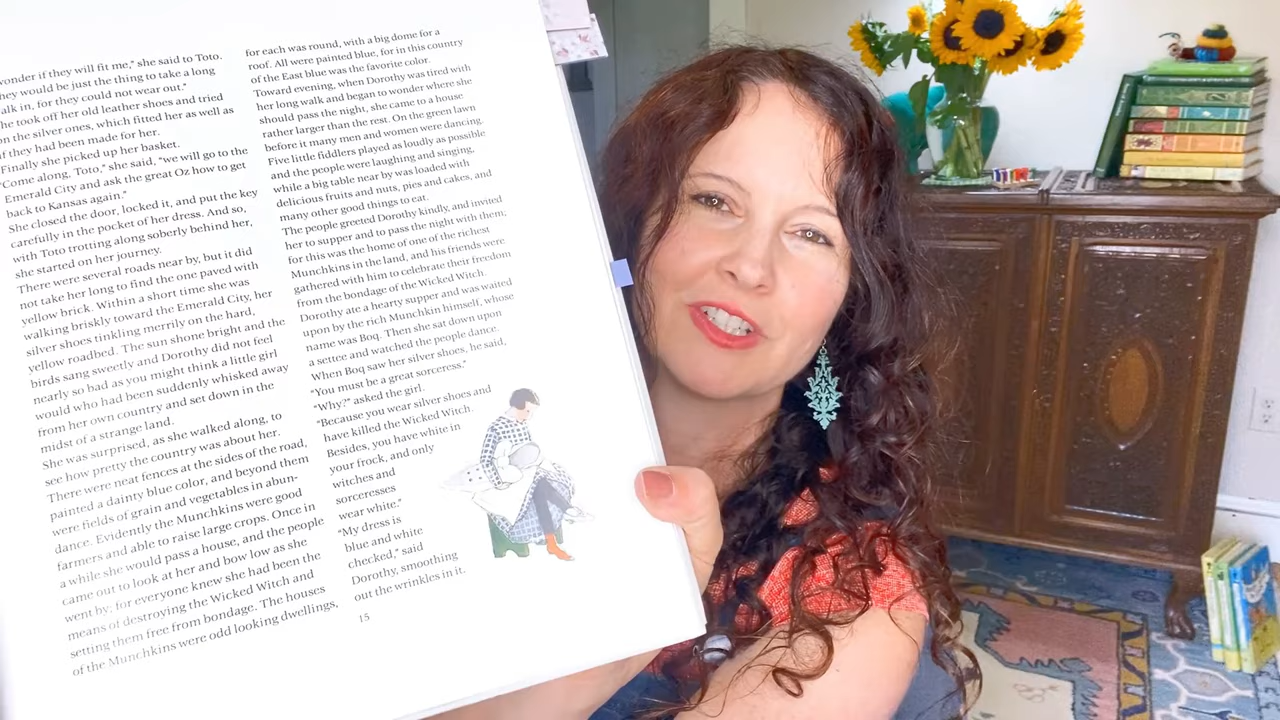 wonder if they will fit me," she said to Toto.
they would be just the thing to take a long
walk in, for they could not wear out."
She took off her old leather shoes and tried
on the silver ones, which fitted her as well as
if they had been made for her.
Finally she picked up her basket.
"Come along, Toto," she said, "we will go to the
Emerald City and ask the great Oz how to get
back to Kansas again."
She closed the door, locked it, and put the key
carefully in the pocket of her dress. And so,
with Toto trotting along soberly behind her,
she started on her journey.
There were several roads near by, but it did
not take her long to find the one paved with
yellow brick. Within a short time she was
walking briskly toward the Emerald City, her
silver shoes tinkling merrily on the hard,
yellow roadbed. The sun shone bright and the
birds sang sweetly and Dorothy did not feel
nearly so bad as you might think a little girl
would who had been suddenly whisked away
from her own country and set down in the
midst of a strange land.
She was surprised, as she walked along, to
see how pretty the country was about her.
There were neat fences at the sides of the road,
painted a dainty blue color, and beyond them
were fields of grain and vegetables in abun-
dance. Evidently the Munchkins were good
farmers and able to raise large crops. Once in
a while she would pass a house, and the people
came out to look at her and bow low as she
went by; for everyone knew she had been the
means of destroying the Wicked Witch and
setting them free from bondage. The houses
of the Munchkins were odd looking dwellings,
for each was round, with a big dome for a
roof. All were painted blue, for in this country
of the East blue was the favorite color.
Toward evening, when Dorothy was tired with
her long walk and began to wonder where she
should pass the night, she came to a house
rather larger than the rest. On the green lawn
before it many men and women were dancing.
Five little fiddlers played as loudly as possible
and the people were laughing and singing,
while a big table near by was loaded with
delicious fruits and nuts, pies and cakes, and
many other good things to eat.
The people greeted Dorothy kindly, and invited
her to supper and to pass the night with them;
for this was the home of one of the richest
Munchkins in the land, and his friends were
gathered with him to celebrate their freedom
from the bondage of the Wicked Witch.
Dorothy ate a hearty supper and was waited
upon by the rich Munchkin himself, whose
name was Boq. Then she sat down upon
a settee and watched the people dance.
When Boq saw her silver shoes, he said,
"You must be a great sorceress."
"Why?" asked the girl.
"Because you wear silver shoes and
have killed the Wicked Witch.
Besides, you have white in
your frock, and only
witches and
sorceresses
wear white."
"My dress is
blue and white
checked," said
Dorothy, smoothing
out the wrinkles in it.
15